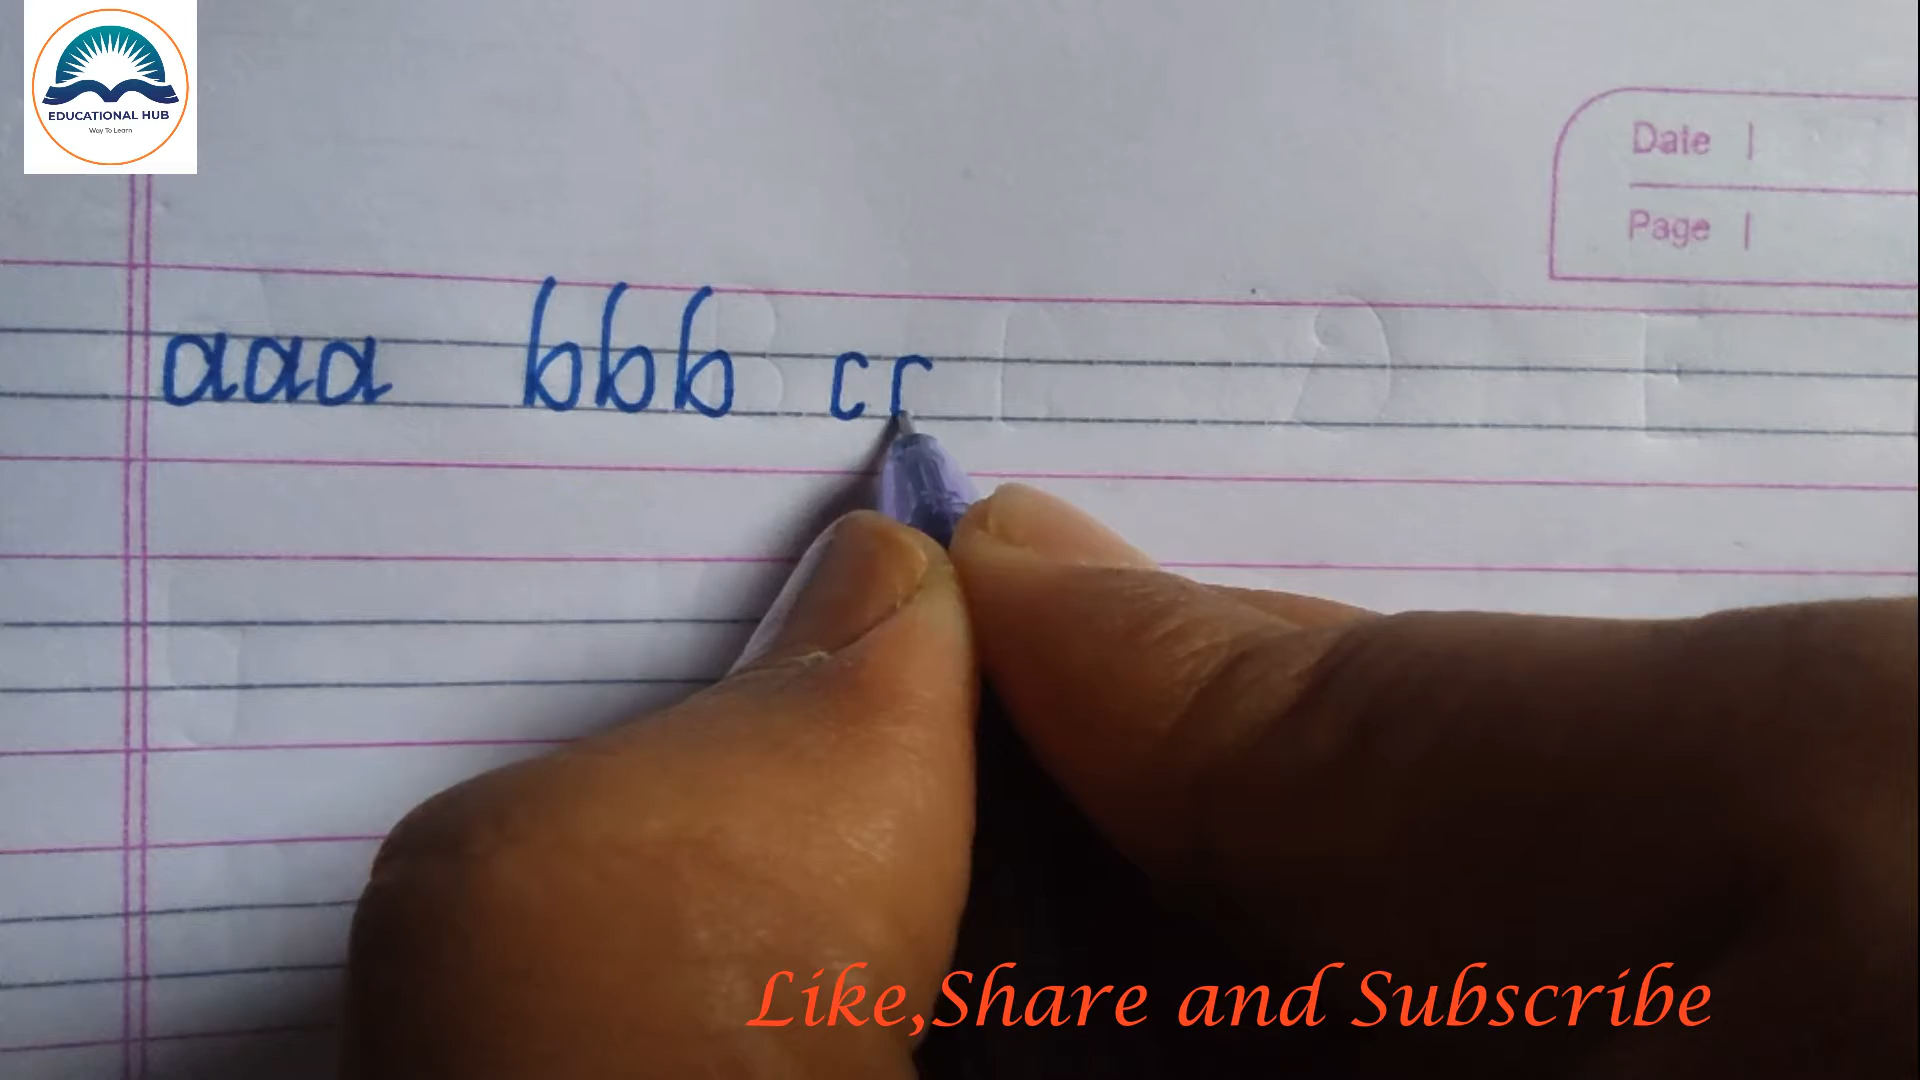 EDUCATIONAL HUB
Way To Learn
Date |
Page |
aaa bbb cc
Like,Share and Subscribe